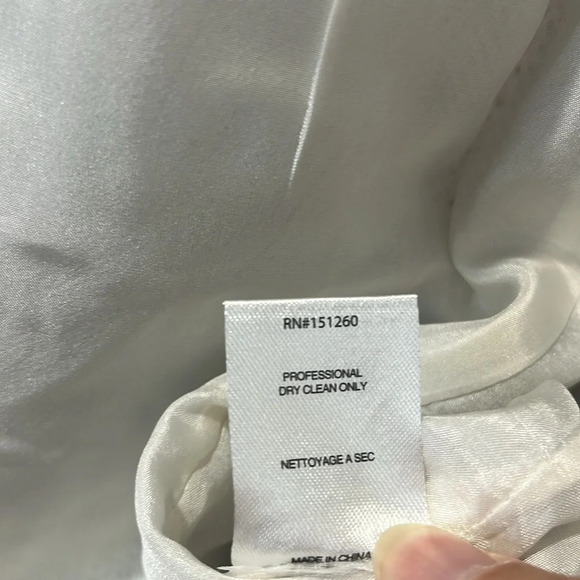 RN#151260
PROFESSIONAL
DRY CLEAN ONLY
NETTOYAGE A SEC
MADE IN CHINA